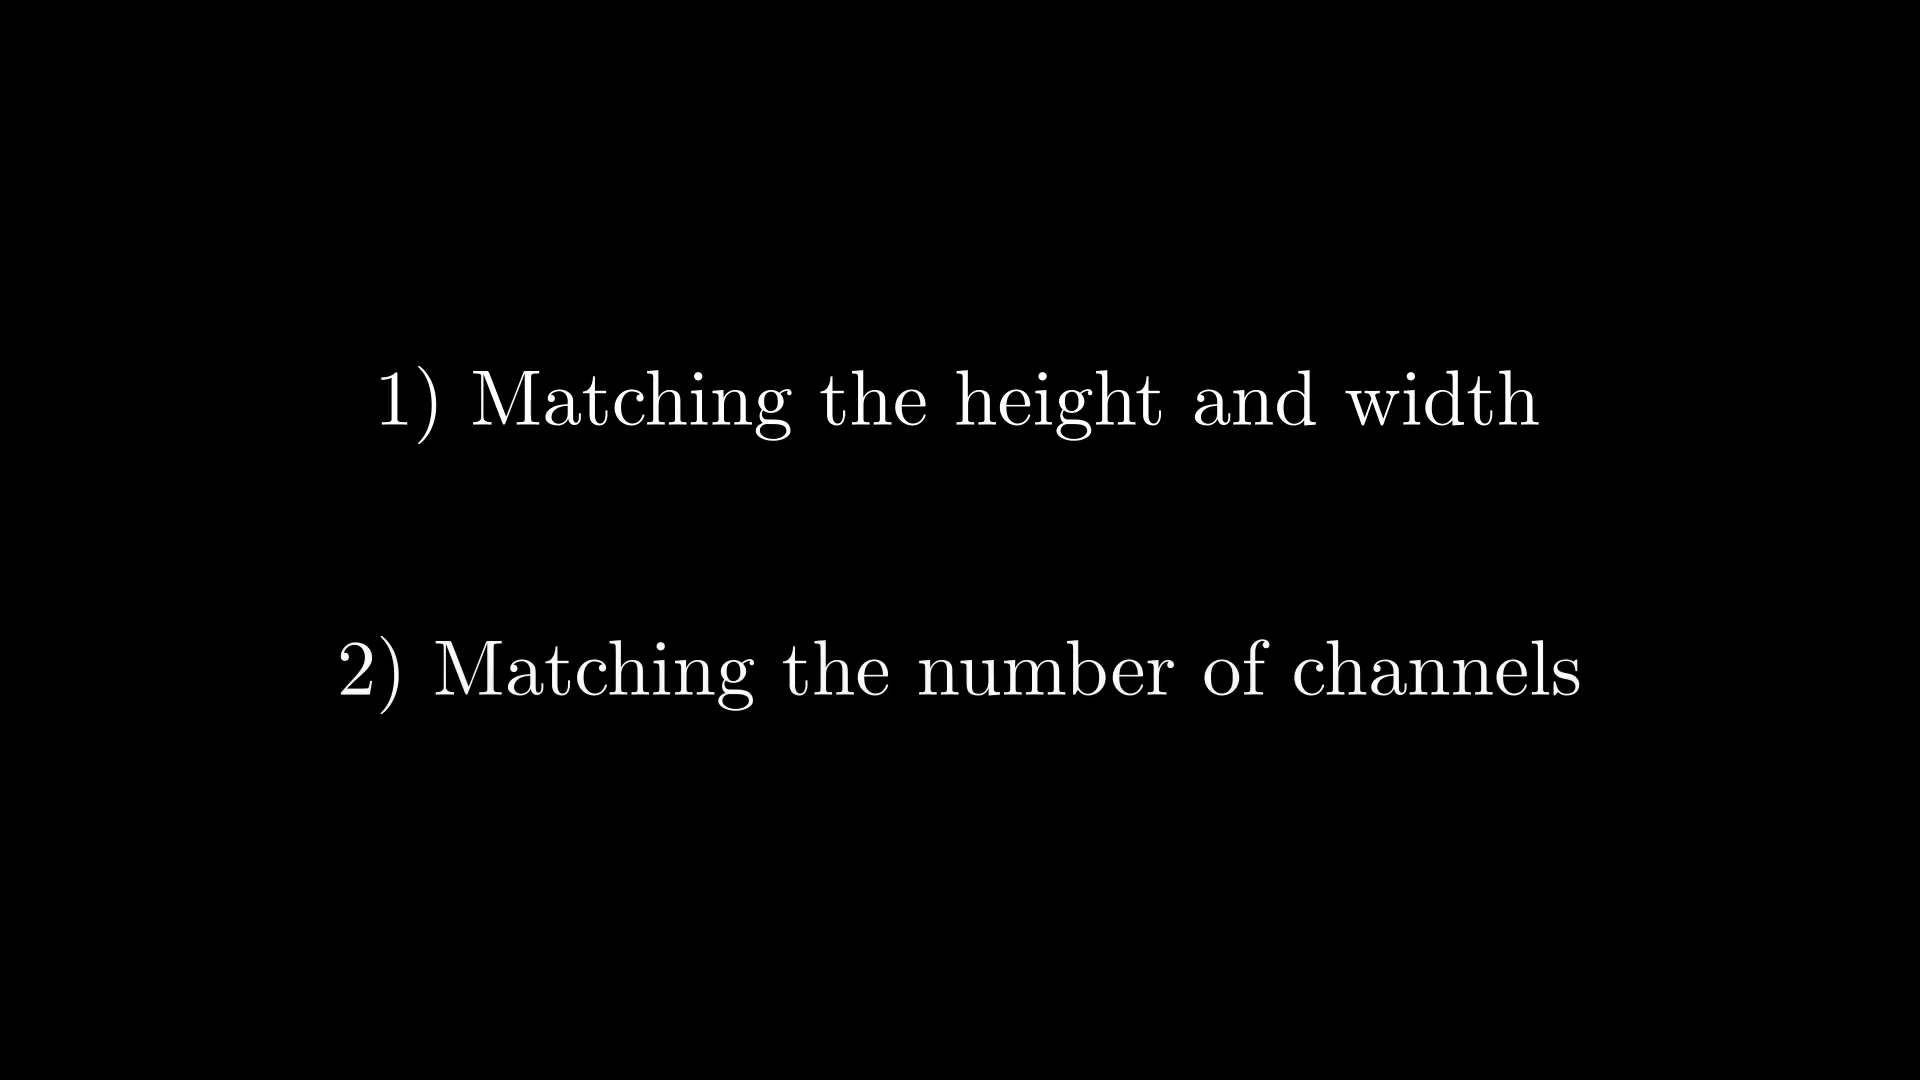 1) Matching the height and width
2) Matching the number of channels